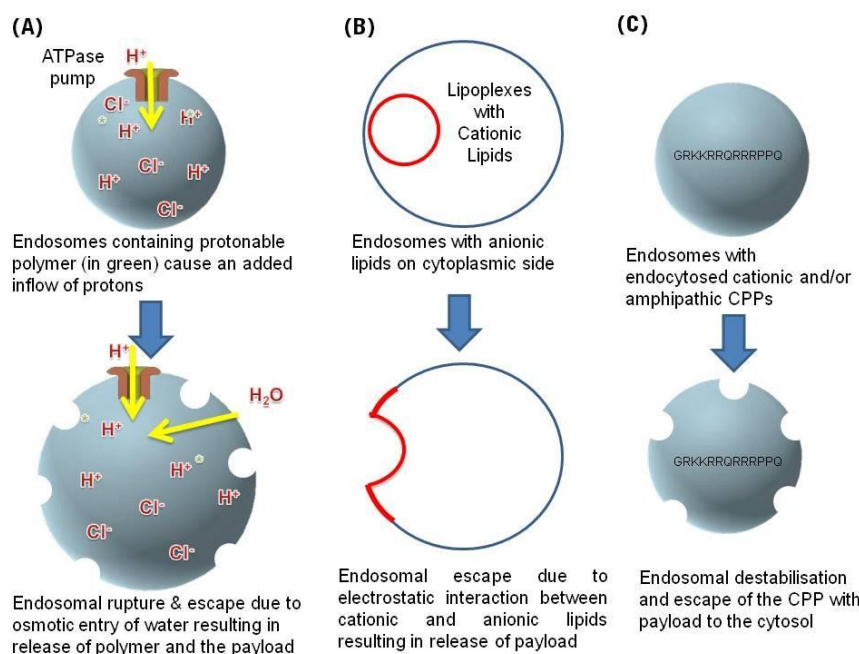 (A)
ATPase
pump
H⁺
Cl⁻
H⁺
H⁺
Cl⁻
H⁺
H⁺
Cl⁻
Endosomes containing protonable
polymer (in green) cause an added
inflow of protons
H⁺
H₂O
H⁺
H⁺
H⁺
H⁺
Cl⁻
Cl⁻
Cl⁻
Endosomal rupture & escape due to
osmotic entry of water resulting in
release of polymer and the payload
(B)
Lipoplexes
with
Cationic
Lipids
Endosomes with anionic
lipids on cytoplasmic side
Endosomal escape due to
electrostatic interaction between
cationic and anionic lipids
resulting in release of payload
(C)
GRKKRRQRRRPPQ
Endosomes with
endocytosed cationic and/or
amphipathic CPPs
GRKKRRQRRRPPQ
Endosomal destabilisation
and escape of the CPP with
payload to the cytosol